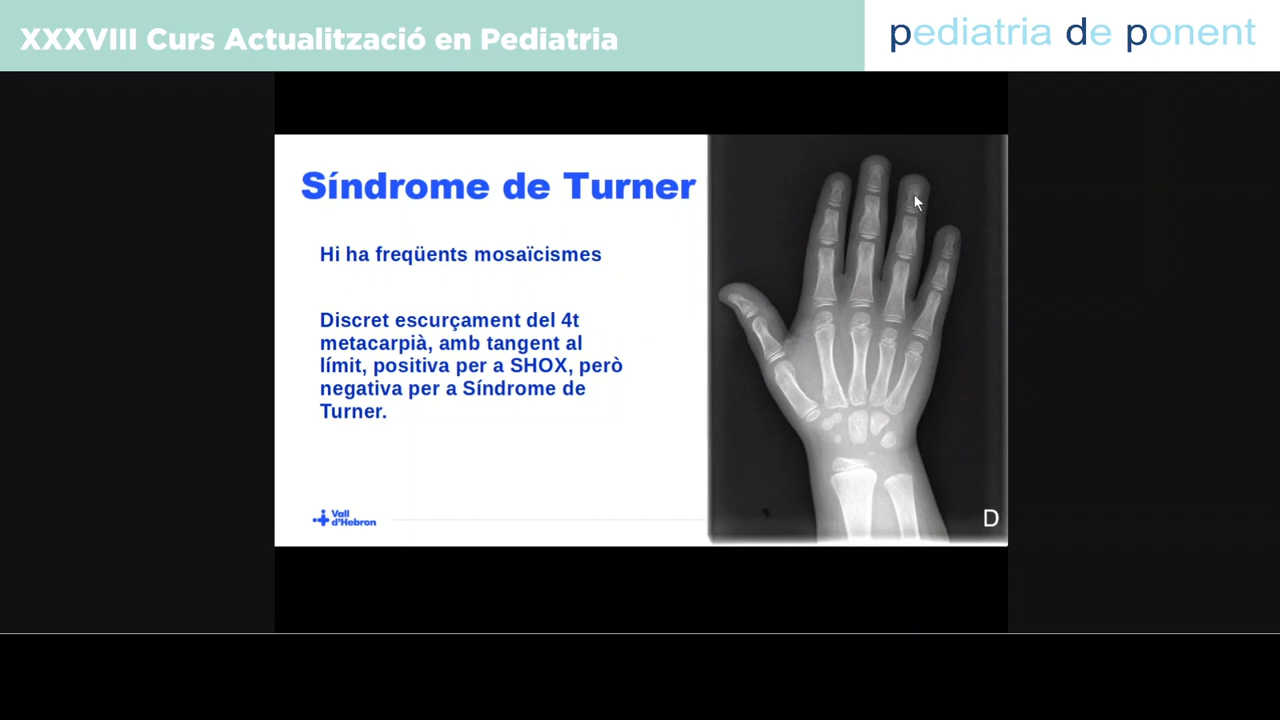 XXXVIII Curs Actualització en Pediatria
pediatria de ponent
Síndrome de Turner
Hi ha freqüents mosaïcismes
Discret escurçament del 4t
metacarpià, amb tangent al
límit, positiva per a SHOX, però
negativa per a Síndrome de
Turner.
Vall
d'Hebron
D